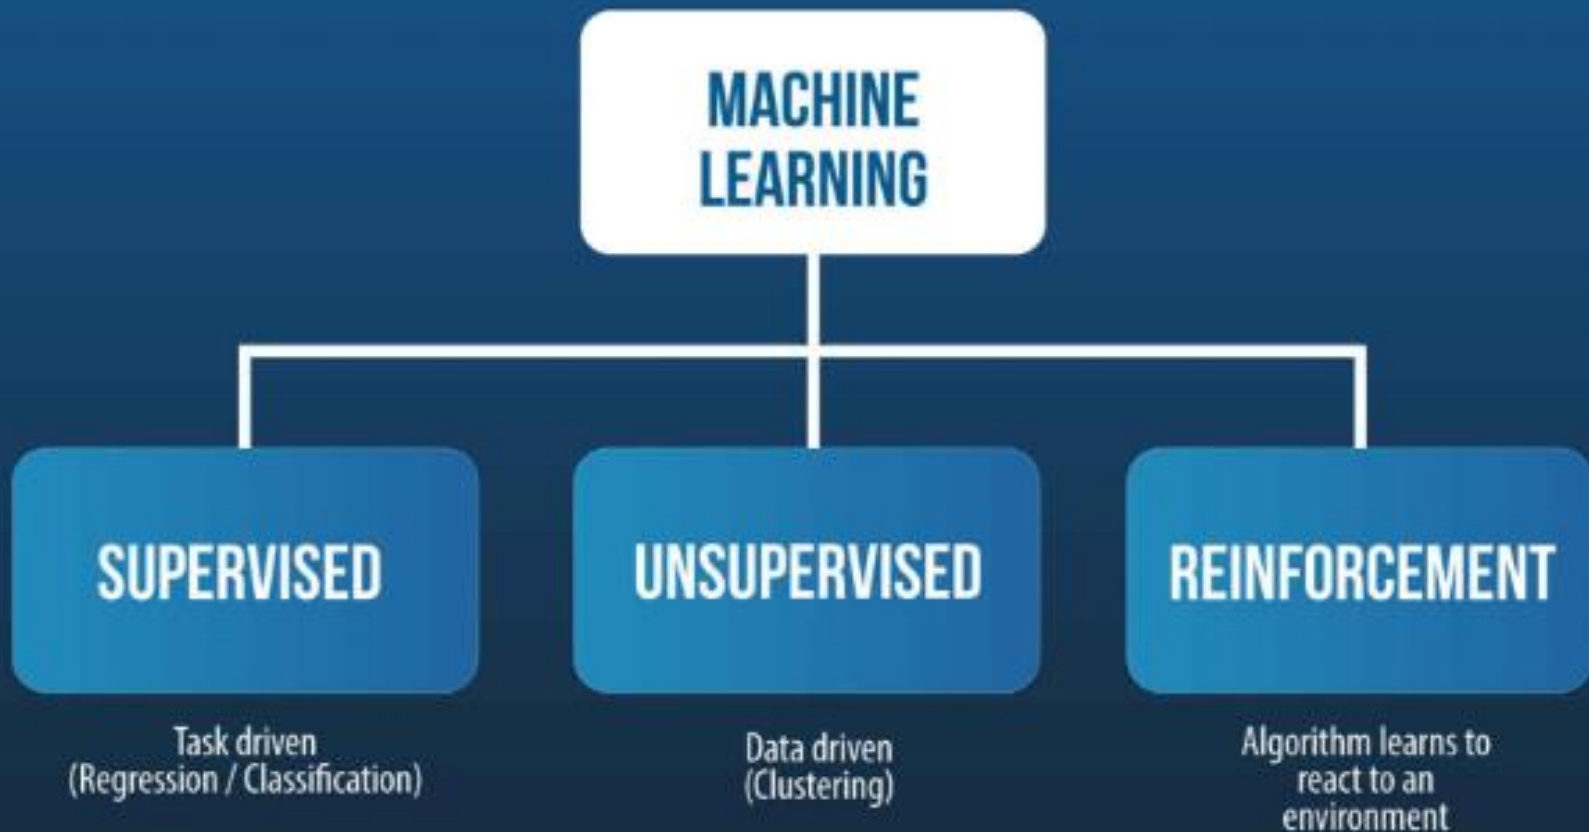 MACHINE
LEARNING
SUPERVISED
UNSUPERVISED
REINFORCEMENT
Task driven
(Regression / Classification)
Data driven
(Clustering)
Algorithm learns to
react to an
environment